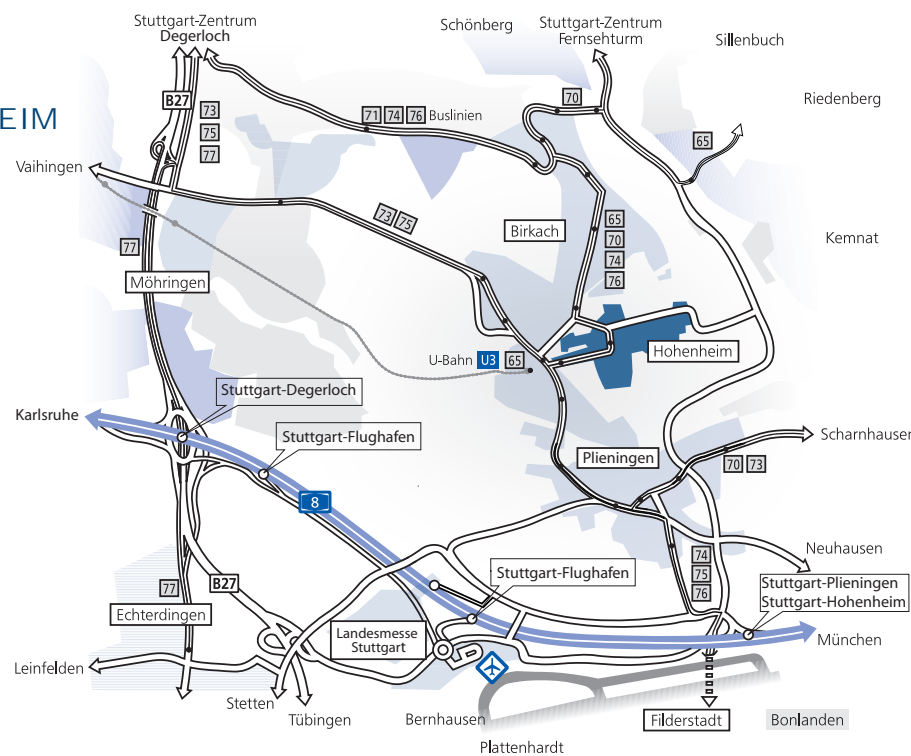 Stuttgart-Zentrum
Degerloch
Schönberg
Stuttgart-Zentrum
Fernsehturm
Sillenbuch
EIM
B27
73
75
77
71 74 76 Buslinien
70
65
Riedenberg
Vaihingen
73 75
Birkach
65
70
74
76
Kemnat
77
Möhringen
U-Bahn U3 65
Hohenheim
Stuttgart-Degerloch
Karlsruhe
Stuttgart-Flughafen
Scharnhausen
Plieningen
70 73
8
Neuhausen
74
75
76
77
B27
Stuttgart-Flughafen
Stuttgart-Plieningen
Stuttgart-Hohenheim
Echterdingen
Landesmesse
Stuttgart
München
Leinfelden
Stetten
Tübingen
Bernhausen
Filderstadt
Bonlanden
Plattenhardt